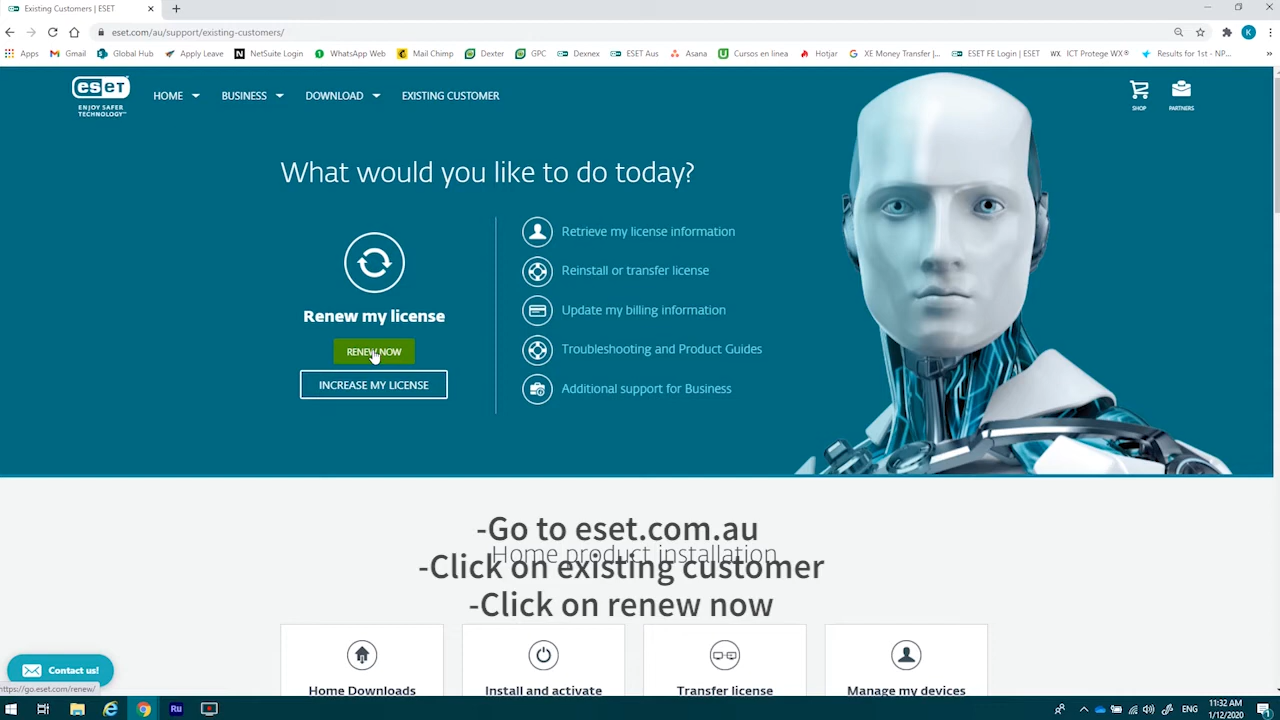 Existing Customers | ESET
eset.com/au/support/existing-customers/
K
Apps Gmail Global Hub Apply Leave NetSuite Login WhatsApp Web Mail Chimp Dexter GPC Dexnex ESET Aus Asana Cursos en linea Hotjar XE Money Transfer |... ESET FE Login | ESET ICT Protege WX® Results for 1st - NP... »
eseT
ENJOY SAFER
TECHNOLOGY™
HOME BUSINESS DOWNLOAD EXISTING CUSTOMER
SHOP PARTNERS
What would you like to do today?
Renew my license
RENEW NOW
INCREASE MY LICENSE
Retrieve my license information
Reinstall or transfer license
Update my billing information
Troubleshooting and Product Guides
Additional support for Business
-Go to eset.com.au
Home product installation
-Click on existing customer
-Click on renew now
Home Downloads Install and activate Transfer license Manage my devices
Contact us!
https://go.eset.com/renew/
Ru
ENG
11:32 AM
1/12/2020